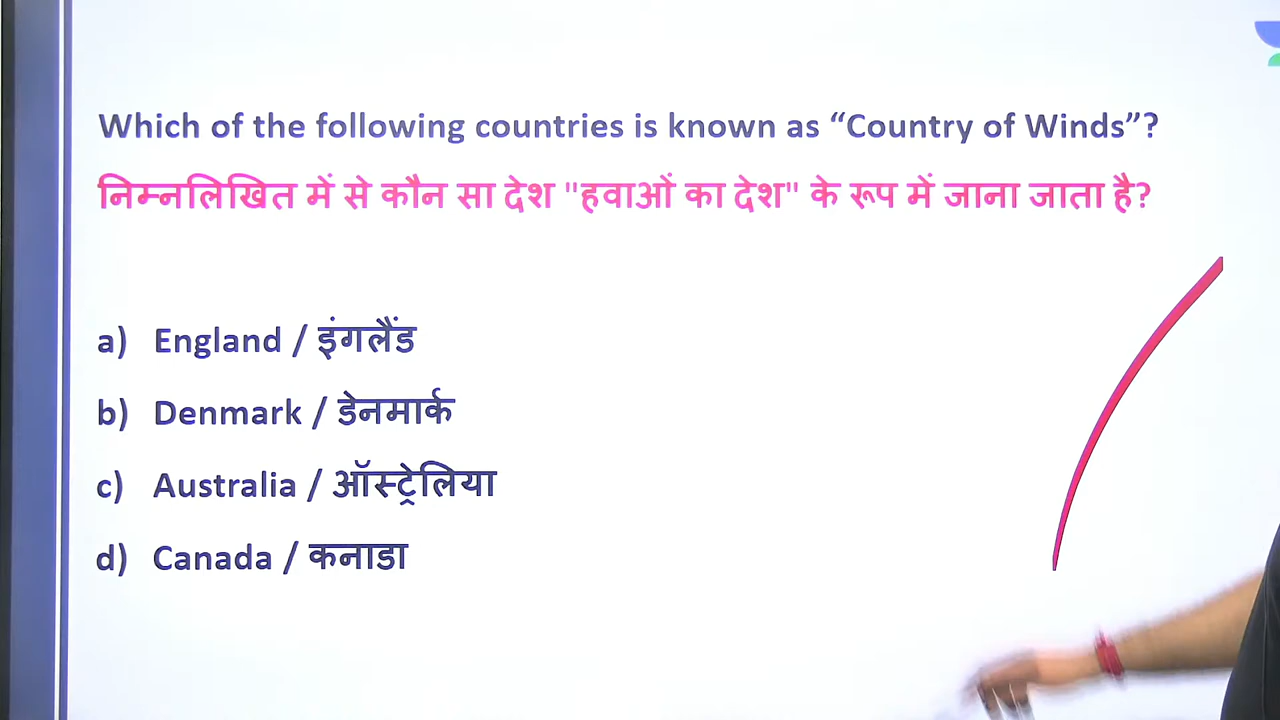 Which of the following countries is known as “Country of Winds”?
निम्नलिखित में से कौन सा देश "हवाओं का देश" के रूप में जाना जाता है?
a) England / इंगलैंड
b) Denmark / डेनमार्क
c) Australia / ऑस्ट्रेलिया
d) Canada / कनाडा